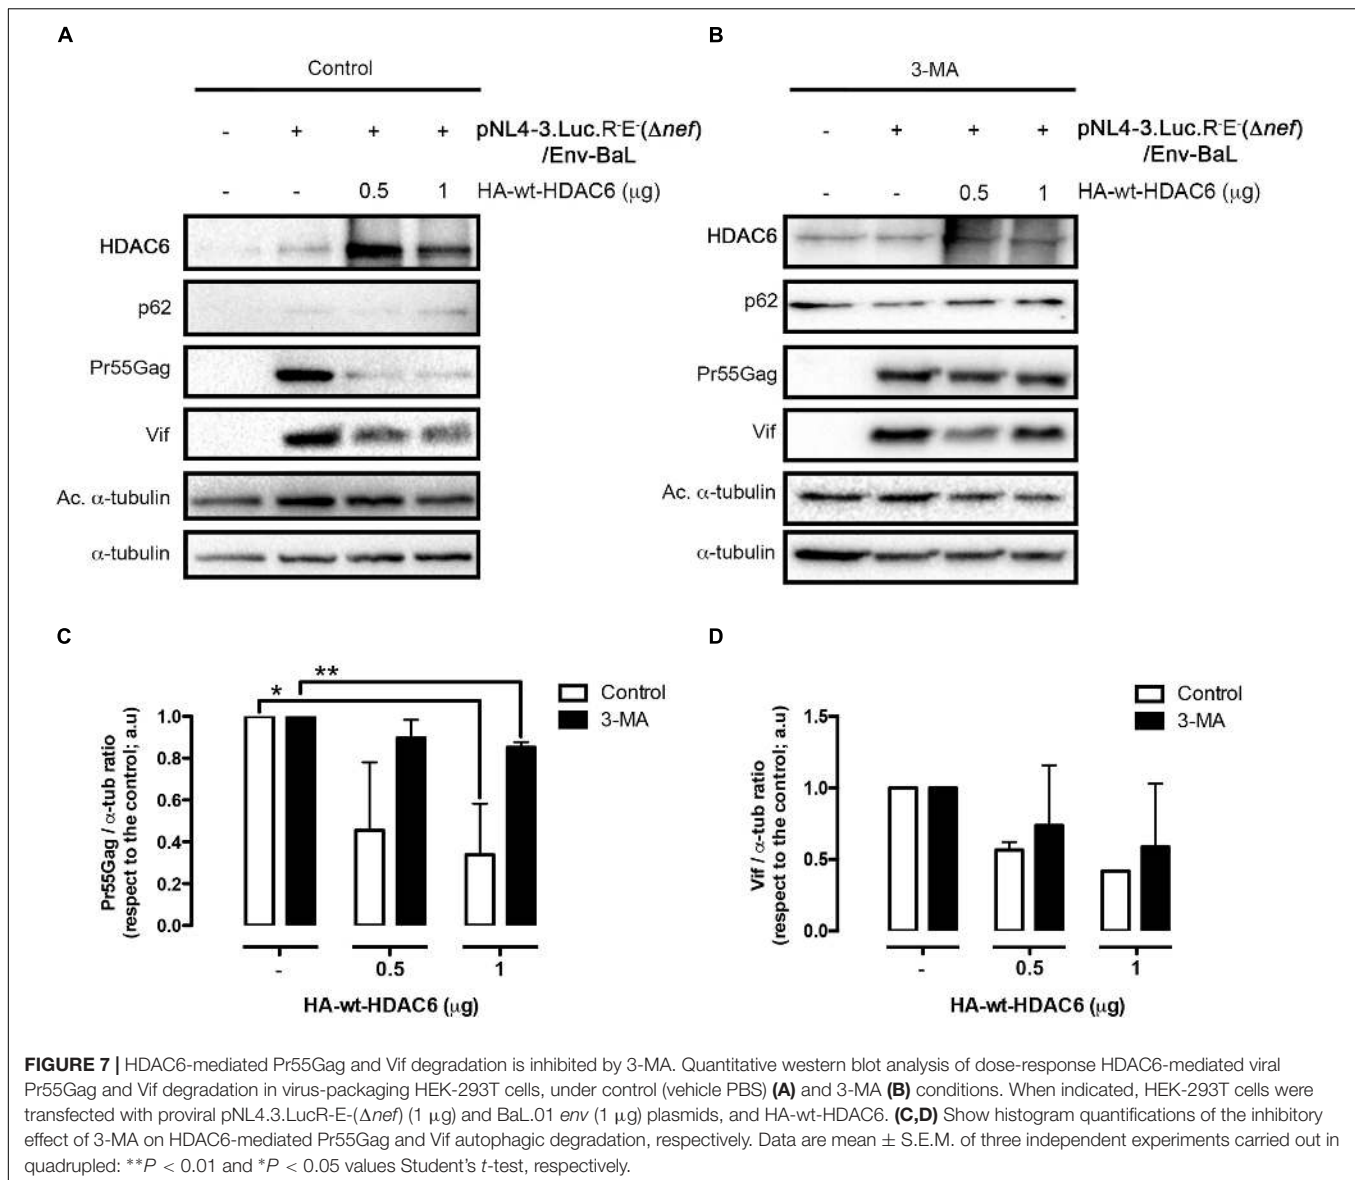 A
Control
- + + + pNL4-3.Luc.R-E-(Δnef)
/Env-BaL
- - 0.5 1 HA-wt-HDAC6 (μg)
HDAC6
p62
Pr55Gag
Vif
Ac. α-tubulin
α-tubulin
B
3-MA
- + + + pNL4-3.Luc.R-E-(Δnef)
/Env-BaL
- - 0.5 1 HA-wt-HDAC6 (μg)
HDAC6
p62
Pr55Gag
Vif
Ac. α-tubulin
α-tubulin
C
* **
Control
3-MA
Pr55Gag / α-tub ratio
(respect to the control; a.u)
1.0
0.8
0.6
0.4
0.2
0.0
- 0.5 1
HA-wt-HDAC6 (μg)
D
Control
3-MA
Vif / α-tub ratio
(respect to the control; a.u)
1.5
1.0
0.5
0.0
- 0.5 1
HA-wt-HDAC6 (μg)
FIGURE 7 | HDAC6-mediated Pr55Gag and Vif degradation is inhibited by 3-MA. Quantitative western blot analysis of dose-response HDAC6-mediated viral
Pr55Gag and Vif degradation in virus-packaging HEK-293T cells, under control (vehicle PBS) (A) and 3-MA (B) conditions. When indicated, HEK-293T cells were
transfected with proviral pNL4.3.LucR-E-(Δnef) (1 μg) and BaL.01 env (1 μg) plasmids, and HA-wt-HDAC6. (C,D) Show histogram quantifications of the inhibitory
effect of 3-MA on HDAC6-mediated Pr55Gag and Vif autophagic degradation, respectively. Data are mean ± S.E.M. of three independent experiments carried out in
quadrupled: **P < 0.01 and *P < 0.05 values Student's t-test, respectively.